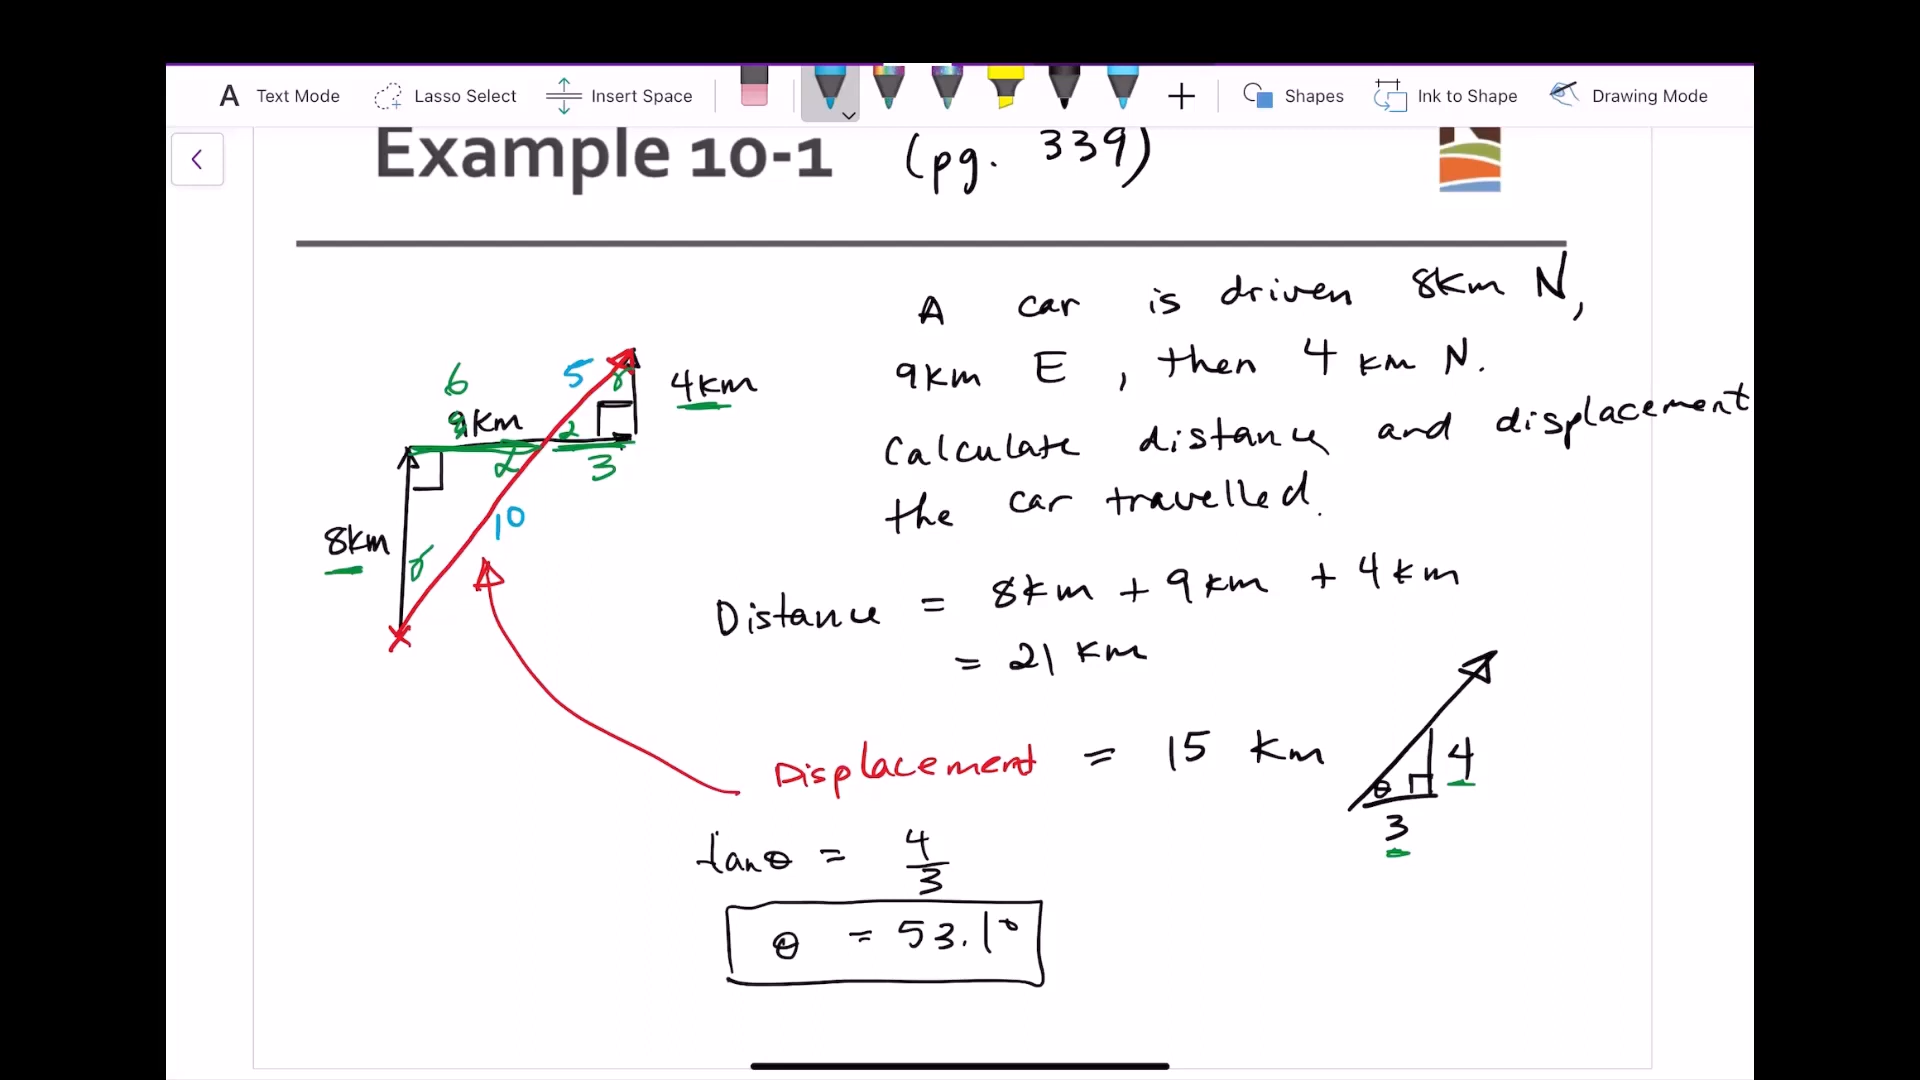 A Text Mode Lasso Select Insert Space Shapes Ink to Shape Drawing Mode
Example 10-1 (pg. 339)
A car is driven 8km N,
9km E, then 4 km N.
Calculate distance and displacement
the car travelled.
6 5 γ 4km
9km 2
α 3
10
8km γ
Distance = 8km + 9km + 4km
= 21 km
Displacement = 15 km
θ 4
3
tanθ = 4/3
θ = 53.1°